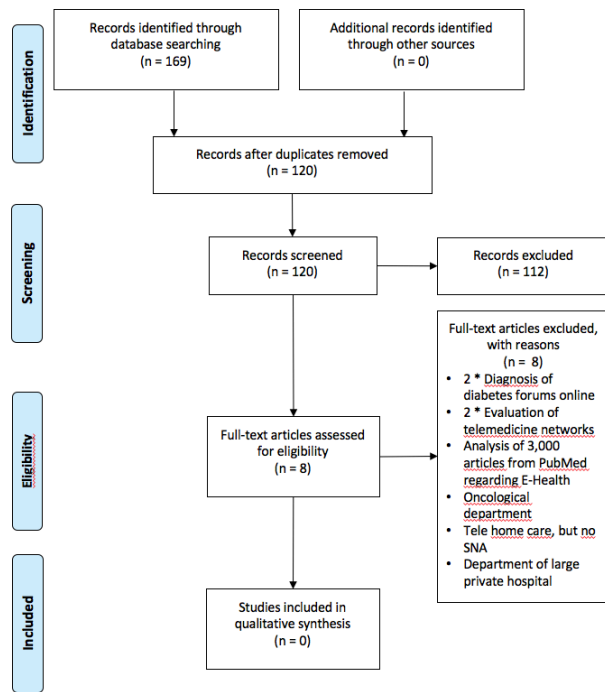 Records identified through
database searching
(n = 169)
Additional records identified
through other sources
(n = 0)
Identification
Records after duplicates removed
(n = 120)
Screening
Records screened
(n = 120)
Records excluded
(n = 112)
Eligibility
Full-text articles assessed
for eligibility
(n = 8)
Full-text articles excluded,
with reasons
(n = 8)
• 2 * Diagnosis of
diabetes forums online
• 2 * Evaluation of
telemedicine networks
• Analysis of 3,000
articles from PubMed
regarding E-Health
• Oncological
department
• Tele home care, but no
SNA
• Department of large
private hospital
Included
Studies included in
qualitative synthesis
(n = 0)